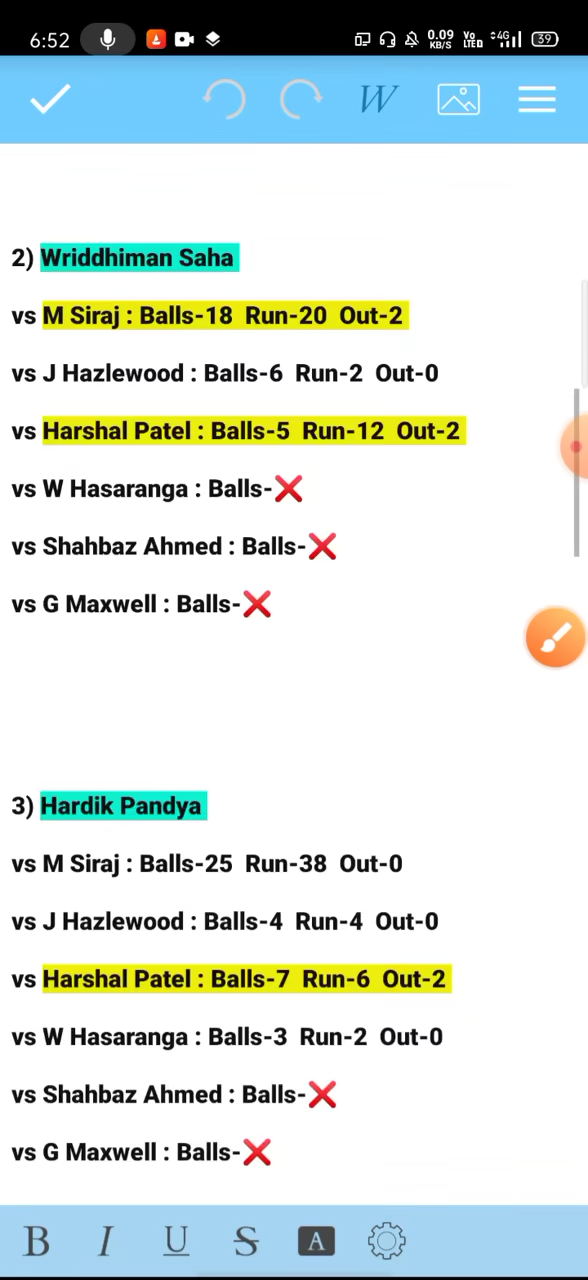 6:52 0.09 KB/S Vo LTED 4G 39
W
2) Wriddhiman Saha
vs M Siraj : Balls-18 Run-20 Out-2
vs J Hazlewood : Balls-6 Run-2 Out-0
vs Harshal Patel : Balls-5 Run-12 Out-2
vs W Hasaranga : Balls-❌
vs Shahbaz Ahmed : Balls-❌
vs G Maxwell : Balls-❌
3) Hardik Pandya
vs M Siraj : Balls-25 Run-38 Out-0
vs J Hazlewood : Balls-4 Run-4 Out-0
vs Harshal Patel : Balls-7 Run-6 Out-2
vs W Hasaranga : Balls-3 Run-2 Out-0
vs Shahbaz Ahmed : Balls-❌
vs G Maxwell : Balls-❌
B I U S A